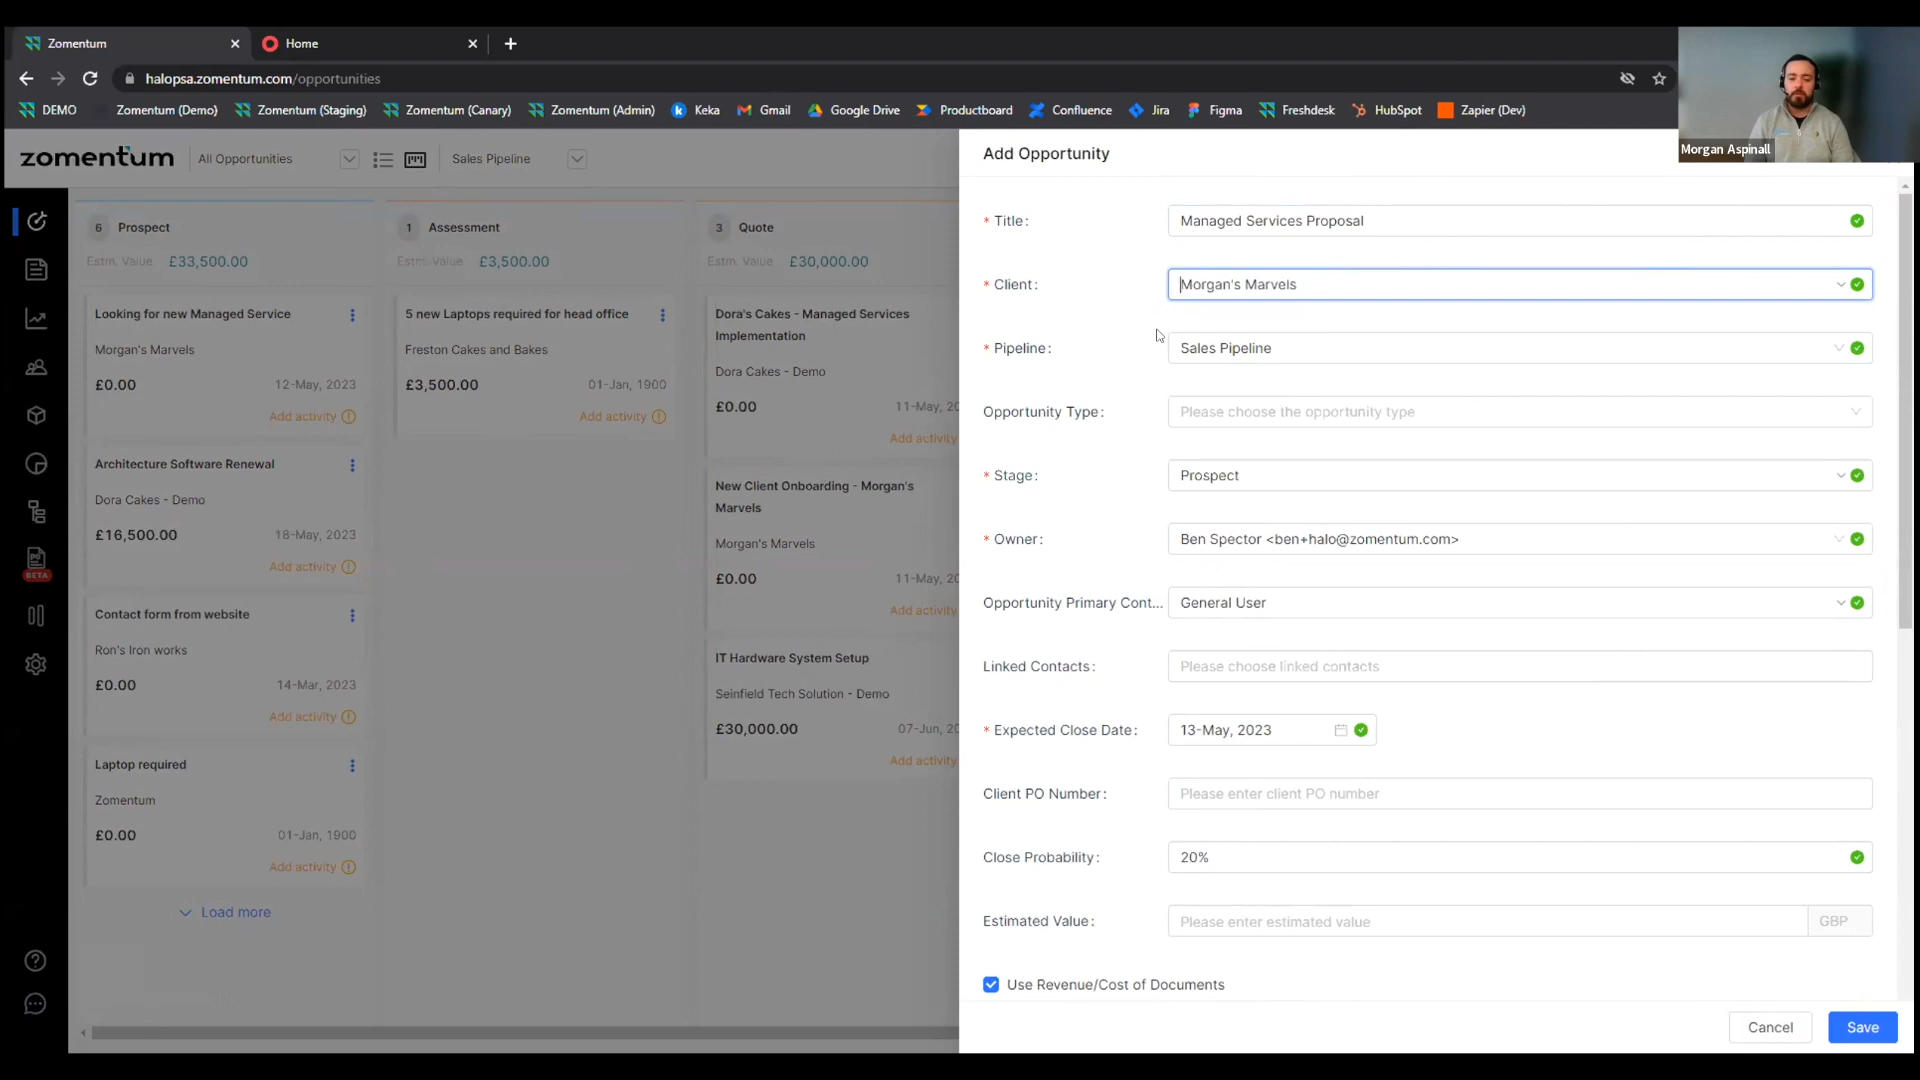 Zomentum
Home
halopsa.zomentum.com/opportunities
DEMO
Zomentum (Demo)
Zomentum (Staging)
Zomentum (Canary)
Zomentum (Admin)
Keka
Gmail
Google Drive
Productboard
Confluence
Jira
Figma
Freshdesk
HubSpot
Zapier (Dev)
Morgan Aspinall
zomentum
All Opportunities
Sales Pipeline
BETA
6 Prospect
Estm. Value £33,500.00
Looking for new Managed Service
Morgan's Marvels
£0.00 12-May, 2023
Add activity
Architecture Software Renewal
Dora Cakes - Demo
£16,500.00 18-May, 2023
Add activity
Contact form from website
Ron's Iron works
£0.00 14-Mar, 2023
Add activity
Laptop required
Zomentum
£0.00 01-Jan, 1900
Add activity
Load more
1 Assessment
Estm. Value £3,500.00
5 new Laptops required for head office
Freston Cakes and Bakes
£3,500.00 01-Jan, 1900
Add activity
3 Quote
Estm. Value £30,000.00
Dora's Cakes - Managed Services
Implementation
Dora Cakes - Demo
£0.00 11-May, 20
Add activity
New Client Onboarding - Morgan's
Marvels
Morgan's Marvels
£0.00 11-May, 20
Add activity
IT Hardware System Setup
Seinfield Tech Solution - Demo
£30,000.00 07-Jun, 20
Add activity
Add Opportunity
* Title: Managed Services Proposal
* Client: Morgan's Marvels
* Pipeline: Sales Pipeline
Opportunity Type: Please choose the opportunity type
* Stage: Prospect
* Owner: Ben Spector <ben+halo@zomentum.com>
Opportunity Primary Cont... General User
Linked Contacts: Please choose linked contacts
* Expected Close Date: 13-May, 2023
Client PO Number: Please enter client PO number
Close Probability: 20%
Estimated Value: Please enter estimated value GBP
Use Revenue/Cost of Documents
Cancel
Save